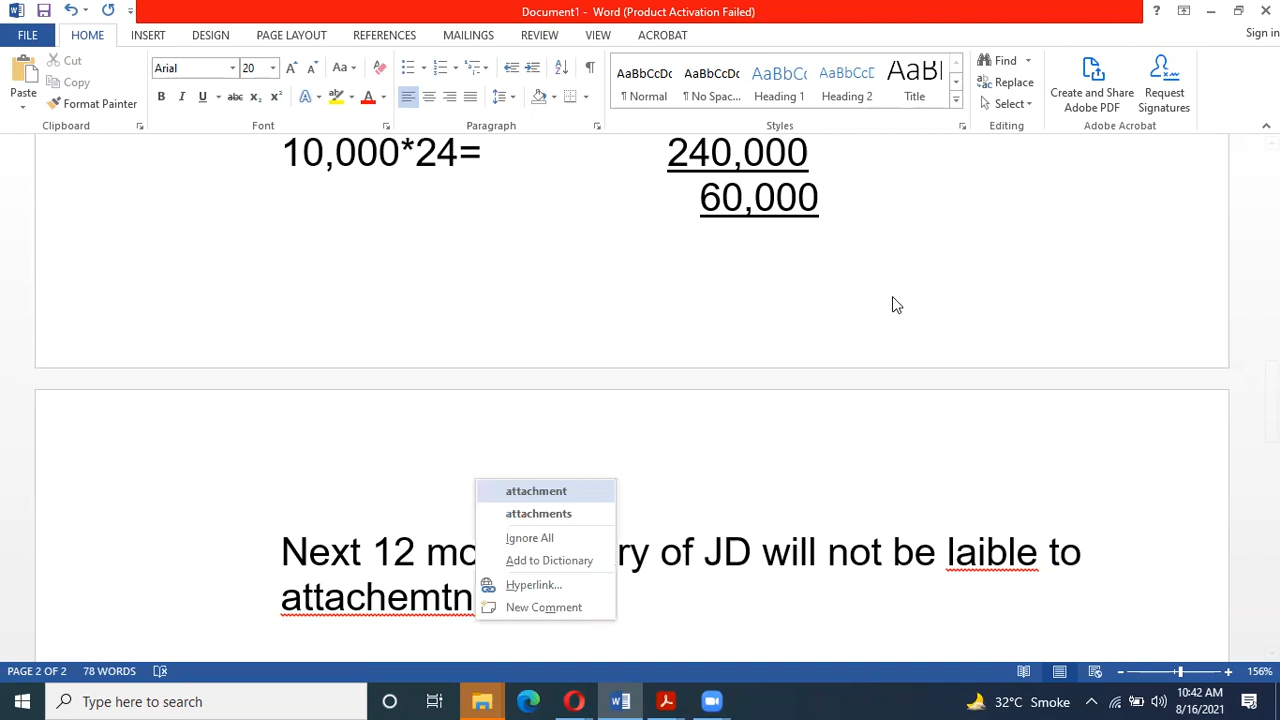 Document1 - Word (Product Activation Failed)
FILE HOME INSERT DESIGN PAGE LAYOUT REFERENCES MAILINGS REVIEW VIEW ACROBAT
Sign in
Cut
Copy
Format Painter
Paste
Arial 20
Aa
B I U abc x₂ x²
A A
AaBbCcDc AaBbCcDc AaBbCc AaBbCcE AaBl
¶ Normal ¶ No Spac... Heading 1 Heading 2 Title
Find
Replace
Select
Create and Share
Adobe PDF
Request
Signatures
Clipboard Font Paragraph Styles Editing Adobe Acrobat
10,000*24= 240,000
60,000
attachment
attachments
Ignore All
Add to Dictionary
Hyperlink...
New Comment
Next 12 mo ry of JD will not be laible to
attachemtn
PAGE 2 OF 2 78 WORDS
156%
Type here to search
32°C Smoke
10:42 AM
8/16/2021